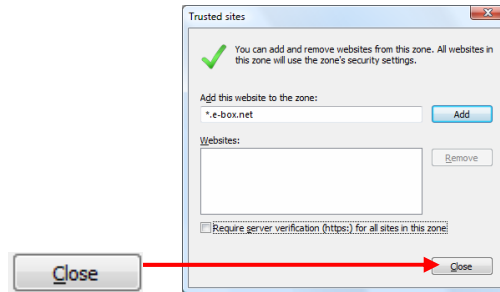 Trusted sites
You can add and remove websites from this zone. All websites in
this zone will use the zone's security settings.
Add this website to the zone:
*.e-box.net
Add
Websites:
Remove
Require server verification (https:) for all sites in this zone
Close
Close